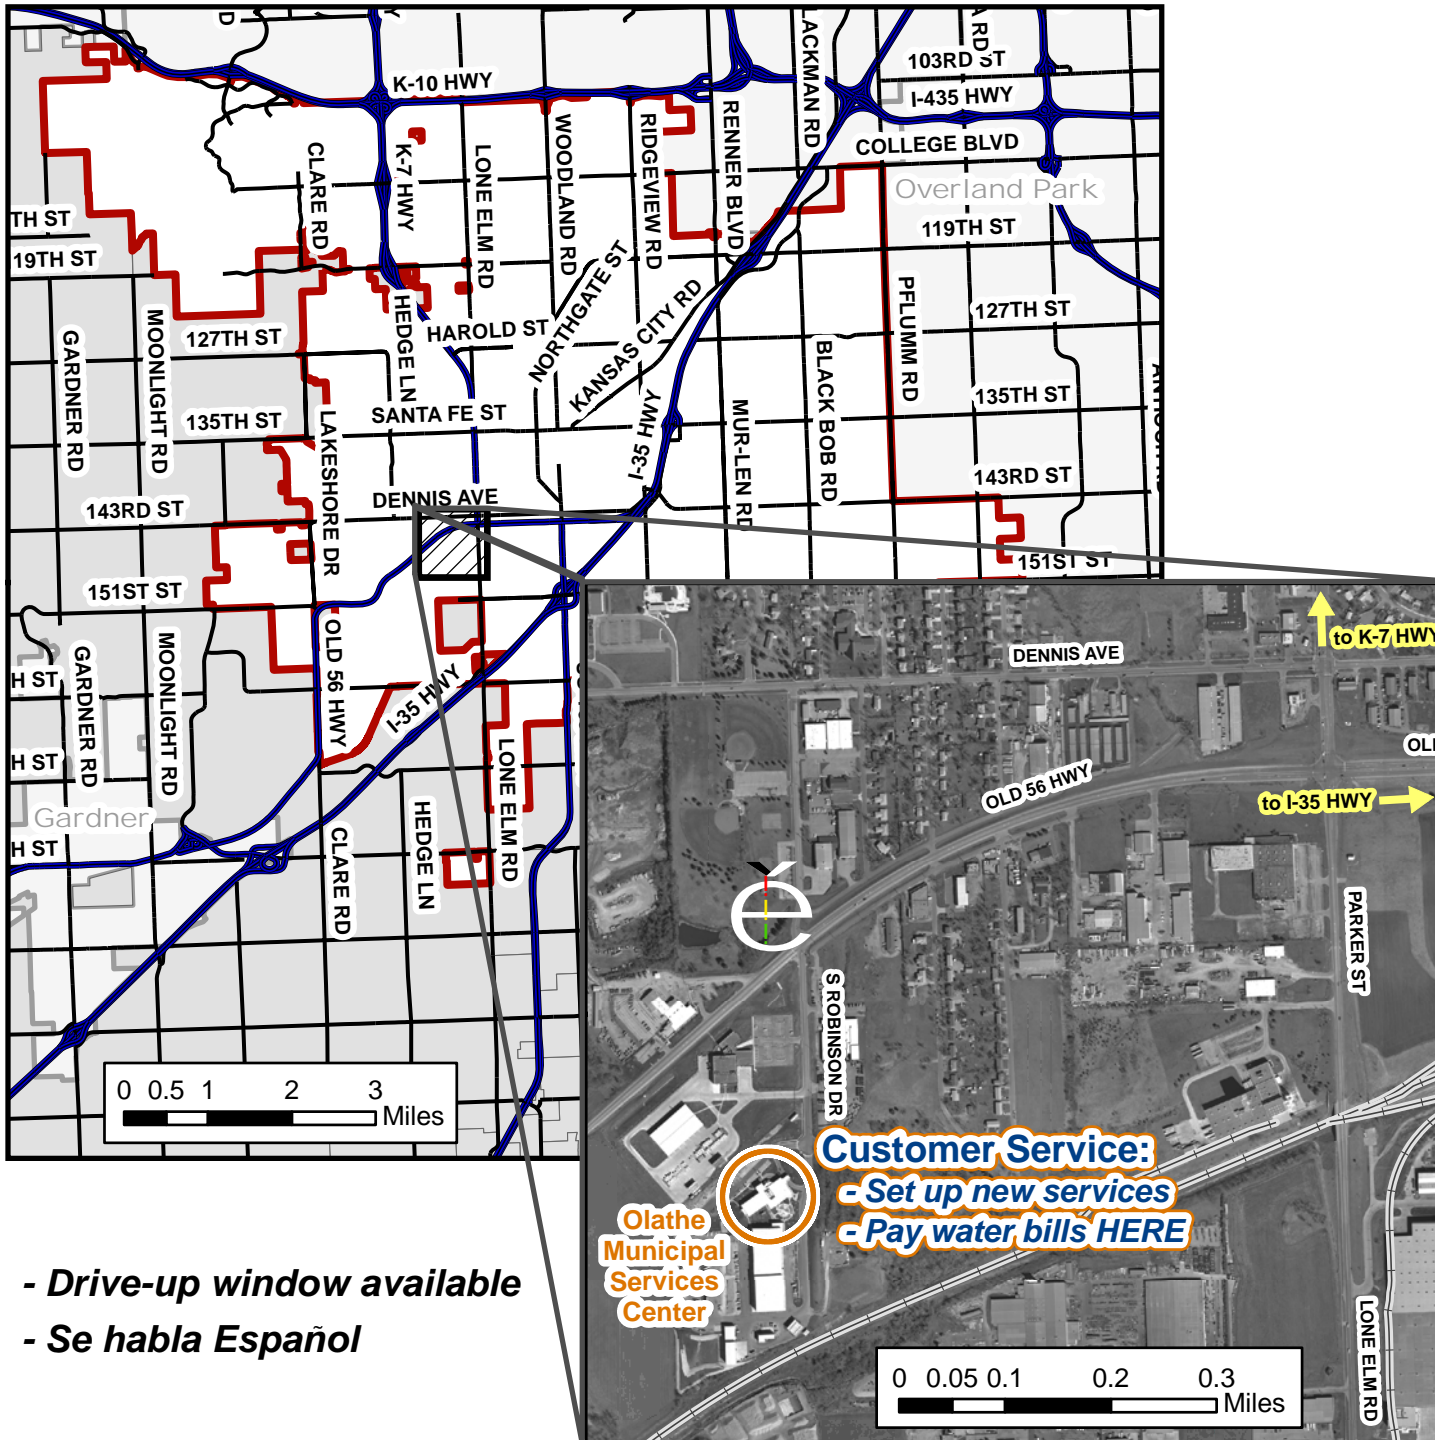 K-10 HWY
103RD ST
I-435 HWY
COLLEGE BLVD
Overland Park
CLARE RD
K-7 HWY
LONE ELM RD
WOODLAND RD
RIDGEVIEW RD
RENNER BLVD
ACKMAN RD
A RD
TH ST
19TH ST
119TH ST
127TH ST
GARDNER RD
MOONLIGHT RD
127TH ST
HEDGE LN
HAROLD ST
NORTHGATE ST
KANSAS CITY RD
PFLUMM RD
135TH ST
LAKESHORE DR
SANTA FE ST
I-35 HWY
MUR-LEN RD
BLACK BOB RD
135TH ST
143RD ST
DENNIS AVE
143RD ST
151ST ST
151ST ST
H ST
GARDNER RD
MOONLIGHT RD
OLD 56 HWY
I-35 HWY
LONE ELM RD
H ST
Gardner
H ST
CLARE RD
HEDGE LN
0 0.5 1 2 3
Miles
DENNIS AVE
to K-7 HWY
OLD 56 HWY
OLD
to I-35 HWY
PARKER ST
S ROBINSON DR
Customer Service:
- Set up new services
- Pay water bills HERE
Olathe
Municipal
Services
Center
LONE ELM RD
0 0.05 0.1 0.2 0.3
Miles
- Drive-up window available
- Se habla Español